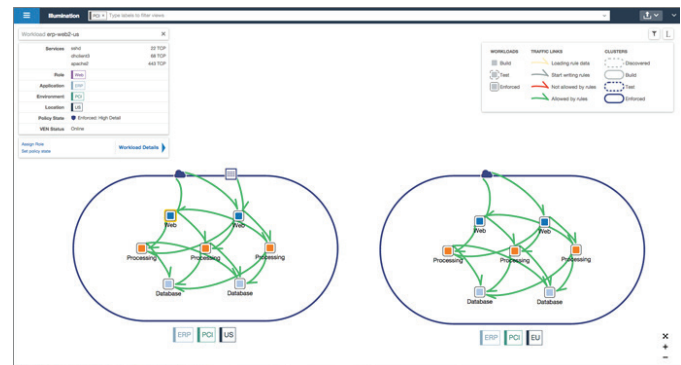 Illumination
PCI
Type labels to filter views
Workload erp-web2-us
Services sshd 22 TCP
dhclient3 68 TCP
apache2 443 TCP
Role Web
Application ERP
Environment PCI
Location US
Policy State Enforced: High Detail
VEN Status Online
Assign Role
Set policy state
Workload Details
WORKLOADS TRAFFIC LINKS CLUSTERS
Build Loading rule data Discovered
Test Start writing rules Build
Enforced Not allowed by rules Test
Allowed by rules Enforced
Web Web
Processing Processing Processing
Database Database
ERP PCI US
Web Web
Processing Processing Processing
Database Database
ERP PCI EU